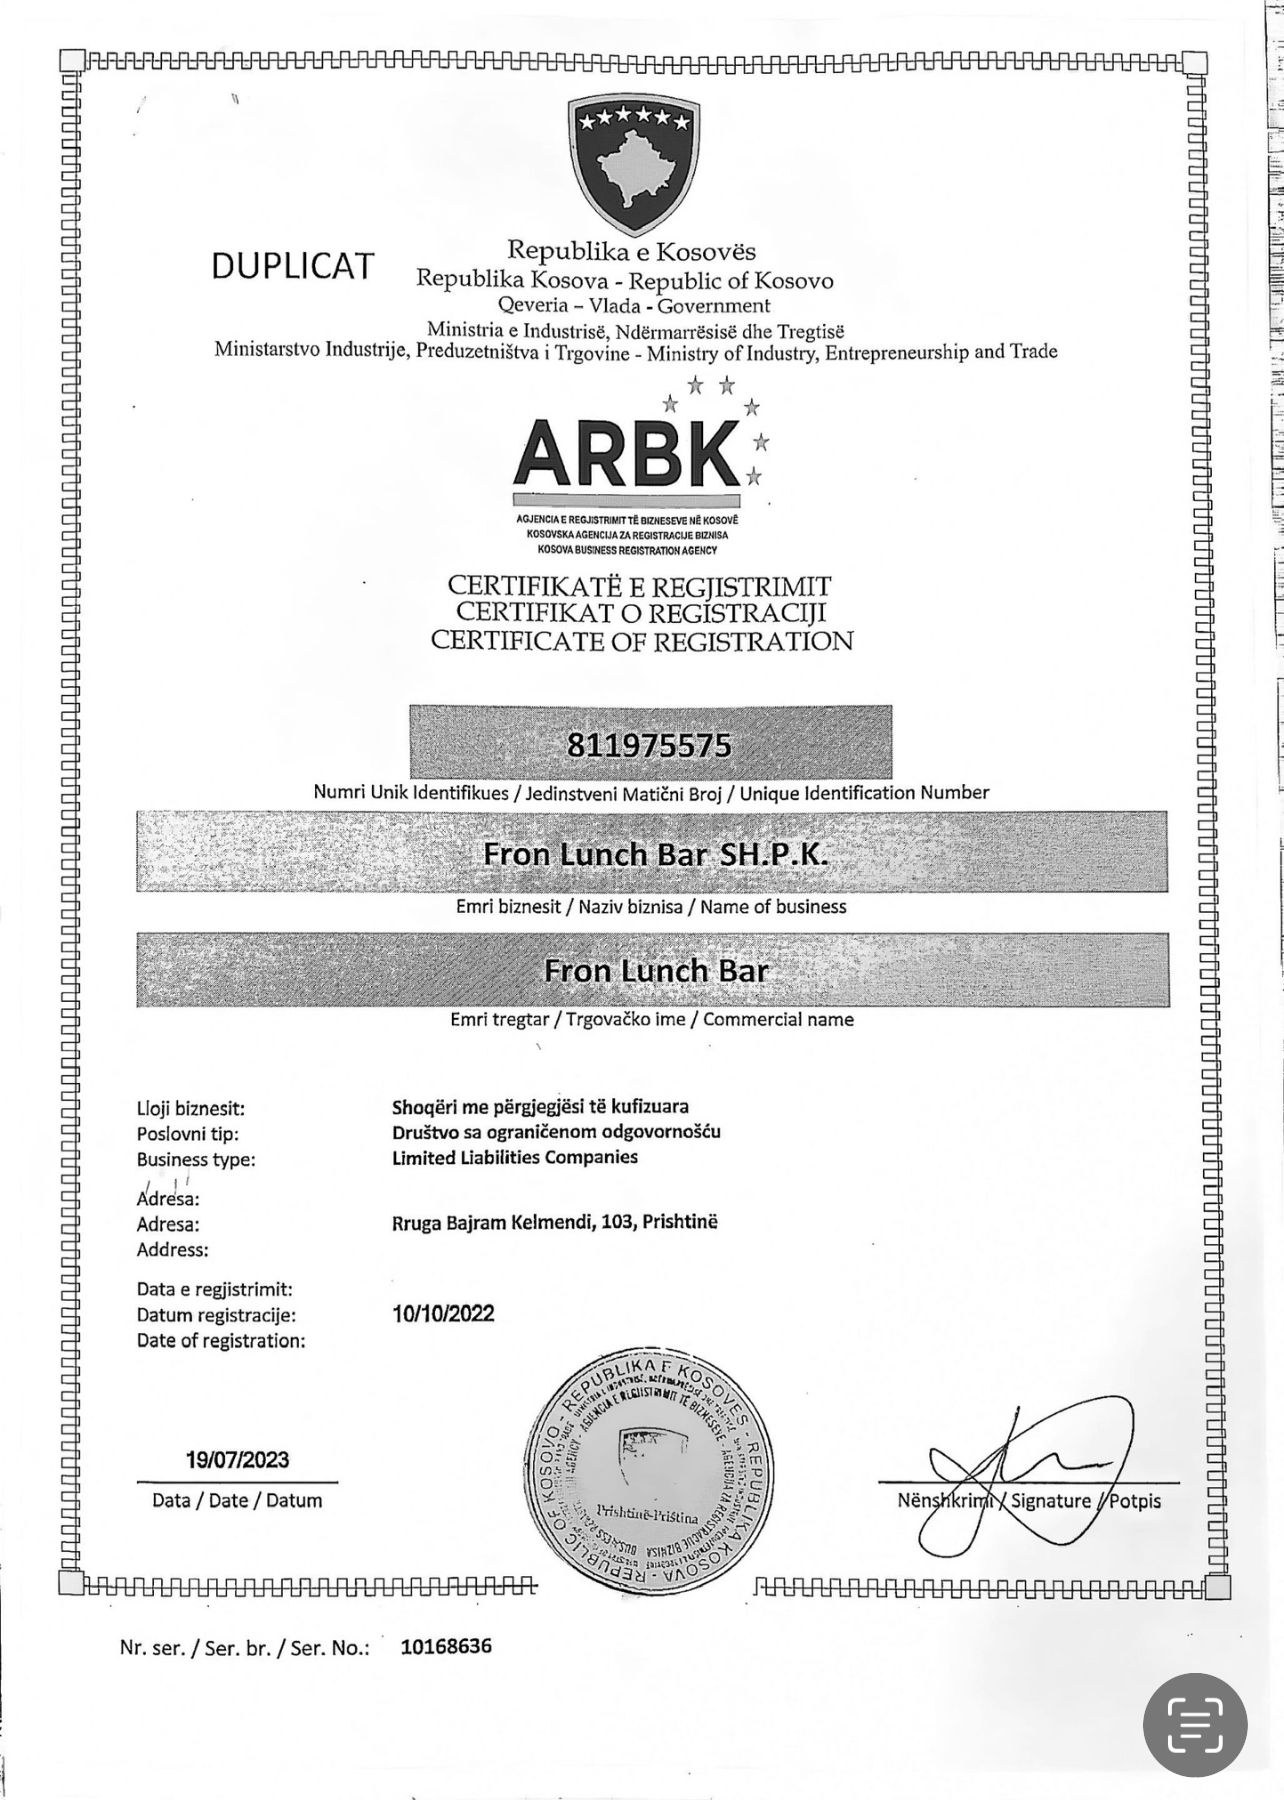 DUPLICAT
Republika e Kosovës
Republika Kosova - Republic of Kosovo
Qeveria – Vlada - Government
Ministria e Industrisë, Ndërmarrësisë dhe Tregtisë
Ministarstvo Industrije, Preduzetništva i Trgovine - Ministry of Industry, Entrepreneurship and Trade
ARBK
AGJENCIA E REGJISTRIMIT TË BIZNESEVE NË KOSOVË
KOSOVSKA AGENCIJA ZA REGISTRACIJE BIZNISA
KOSOVA BUSINESS REGISTRATION AGENCY
CERTIFIKATË E REGJISTRIMIT
CERTIFIKAT O REGISTRACIJI
CERTIFICATE OF REGISTRATION
811975575
Numri Unik Identifikues / Jedinstveni Matični Broj / Unique Identification Number
Fron Lunch Bar SH.P.K.
Emri biznesit / Naziv biznisa / Name of business
Fron Lunch Bar
Emri tregtar / Trgovačko ime / Commercial name
Lloji biznesit: Shoqëri me përgjegjësi të kufizuara
Poslovni tip: Društvo sa ograničenom odgovornošću
Business type: Limited Liabilities Companies
Adresa:
Adresa: Rruga Bajram Kelmendi, 103, Prishtinë
Address:
Data e regjistrimit:
Datum registracije: 10/10/2022
Date of registration:
19/07/2023
Data / Date / Datum
REPUBLIKA E KOSOVËS - REPUBLIKA KOSOVA - REPUBLIC OF KOSOVO -
Prishtinë-Priština
Nënshkrimi / Signature / Potpis
Nr. ser. / Ser. br. / Ser. No.: 10168636